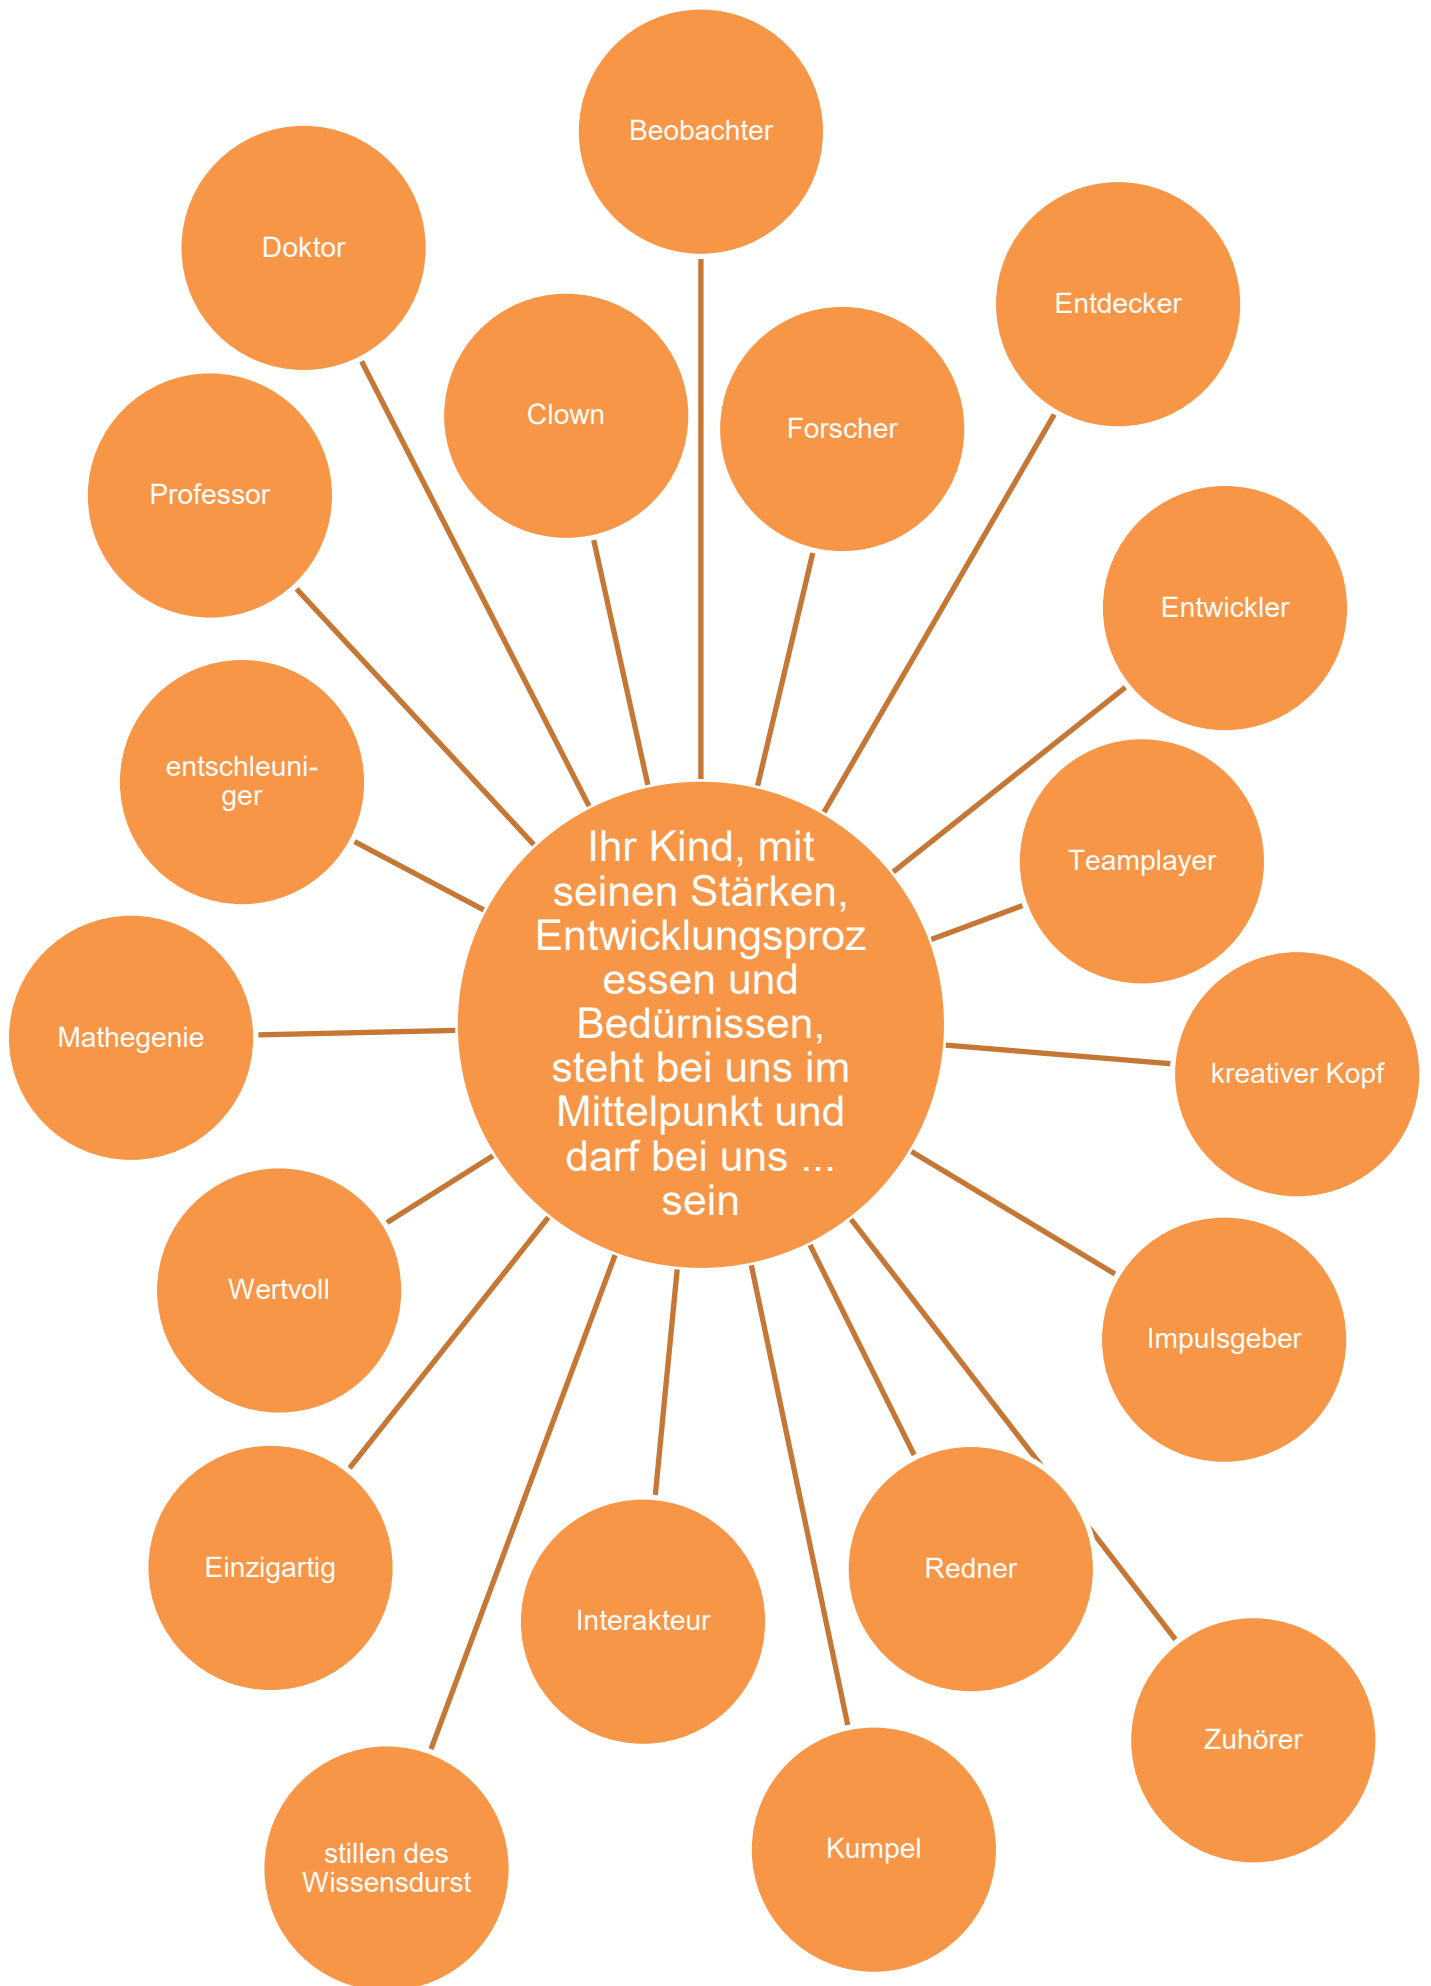 Beobachter
Doktor
Entdecker
Clown
Forscher
Professor
Entwickler
entschleuni-
ger
Teamplayer
Ihr Kind, mit
seinen Stärken,
Entwicklungsproz
essen und
Bedürnissen,
steht bei uns im
Mittelpunkt und
darf bei uns ...
sein
Mathegenie
kreativer Kopf
Wertvoll
Impulsgeber
Einzigartig
Redner
Interakteur
Zuhörer
Kumpel
stillen des
Wissensdurst